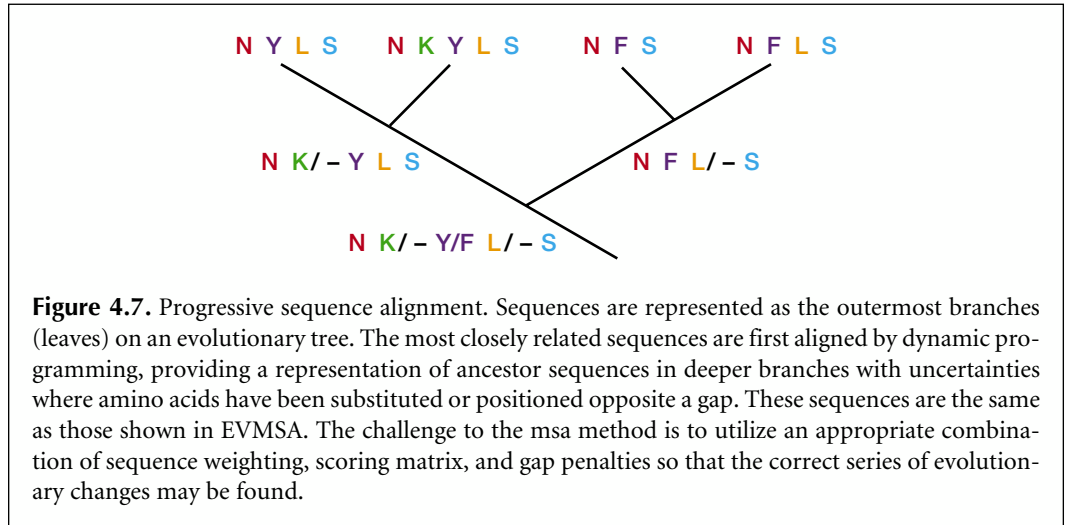 N Y L S N K Y L S N F S N F L S
N K/– Y L S N F L/– S
N K/– Y/F L/– S
Figure 4.7. Progressive sequence alignment. Sequences are represented as the outermost branches
(leaves) on an evolutionary tree. The most closely related sequences are first aligned by dynamic pro-
gramming, providing a representation of ancestor sequences in deeper branches with uncertainties
where amino acids have been substituted or positioned opposite a gap. These sequences are the same
as those shown in EVMSA. The challenge to the msa method is to utilize an appropriate combina-
tion of sequence weighting, scoring matrix, and gap penalties so that the correct series of evolution-
ary changes may be found.